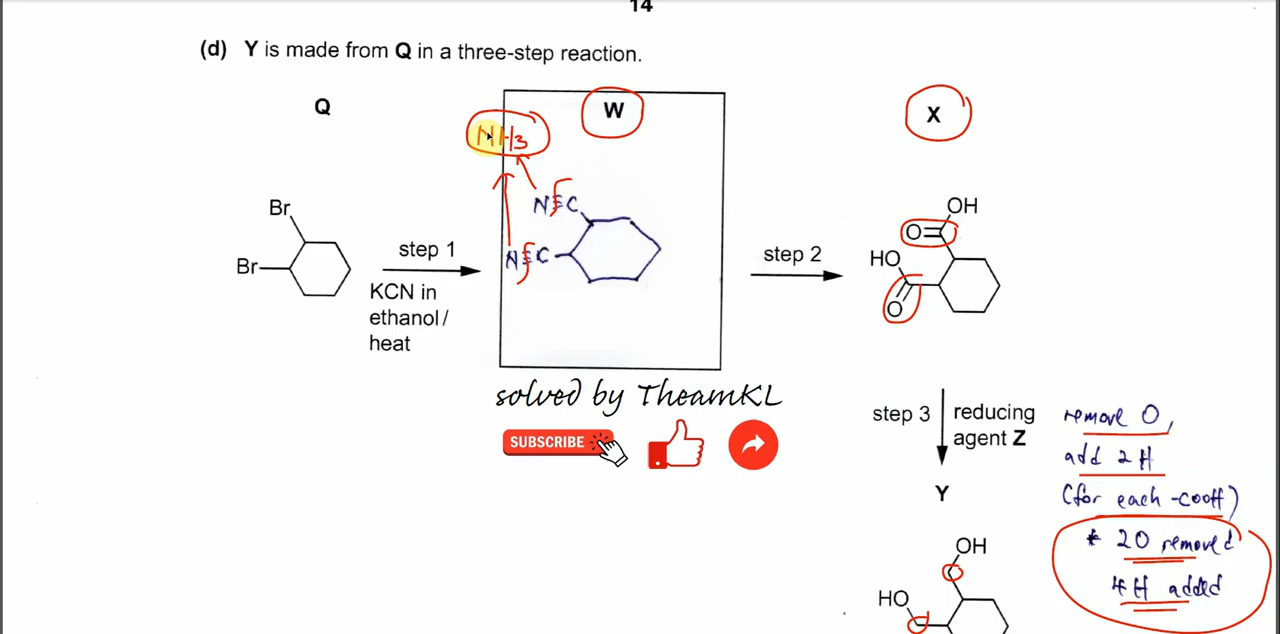 14
(d) Y is made from Q in a three-step reaction.
Q
W
X
NH3
Br
Br
step 1
KCN in
ethanol/
heat
N≡C
N≡C
step 2
OH
O
HO
O
solved by TheamKL
SUBSCRIBE
step 3
reducing
agent Z
remove O,
add 2H
(for each -COOH)
* 2O removed
4H added
Y
OH
HO